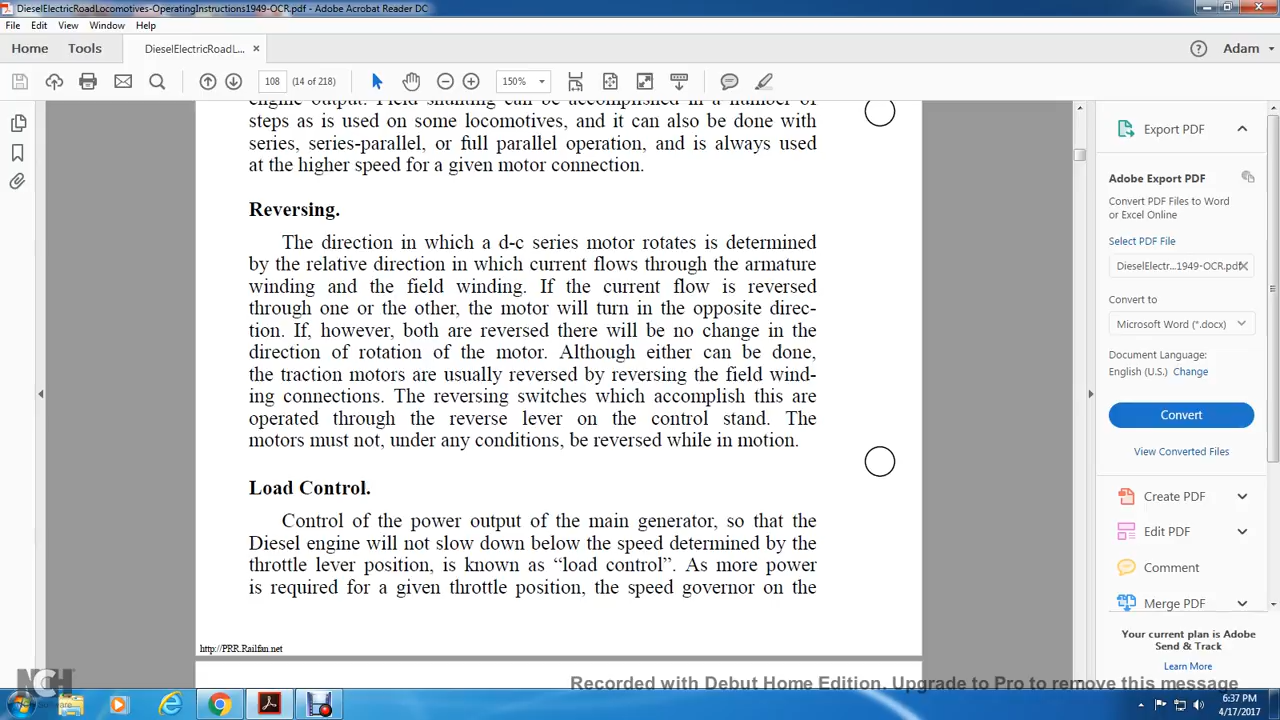 DieselElectricRoadLocomotives-OperatingInstructions1949-OCR.pdf - Adobe Acrobat Reader DC
File Edit View Window Help
Home Tools DieselElectricRoadL... × Adam
108 (14 of 218) 150%
engine output. Field shunting can be accomplished in a number of
steps as is used on some locomotives, and it can also be done with
series, series-parallel, or full parallel operation, and is always used
at the higher speed for a given motor connection.
Reversing.
The direction in which a d-c series motor rotates is determined
by the relative direction in which current flows through the armature
winding and the field winding. If the current flow is reversed
through one or the other, the motor will turn in the opposite direc-
tion. If, however, both are reversed there will be no change in the
direction of rotation of the motor. Although either can be done,
the traction motors are usually reversed by reversing the field wind-
ing connections. The reversing switches which accomplish this are
operated through the reverse lever on the control stand. The
motors must not, under any conditions, be reversed while in motion.
Load Control.
Control of the power output of the main generator, so that the
Diesel engine will not slow down below the speed determined by the
throttle lever position, is known as “load control”. As more power
is required for a given throttle position, the speed governor on the
http://PRR.Railfan.net
Export PDF
Adobe Export PDF
Convert PDF Files to Word
or Excel Online
Select PDF File
DieselElectr...1949-OCR.pdf
Convert to
Microsoft Word (*.docx)
Document Language:
English (U.S.) Change
Convert
View Converted Files
Create PDF
Edit PDF
Comment
Merge PDF
Your current plan is Adobe
Send & Track
Learn More
NCH
Software
Recorded with Debut Home Edition. Upgrade to Pro to remove this message
6:37 PM
4/17/2017